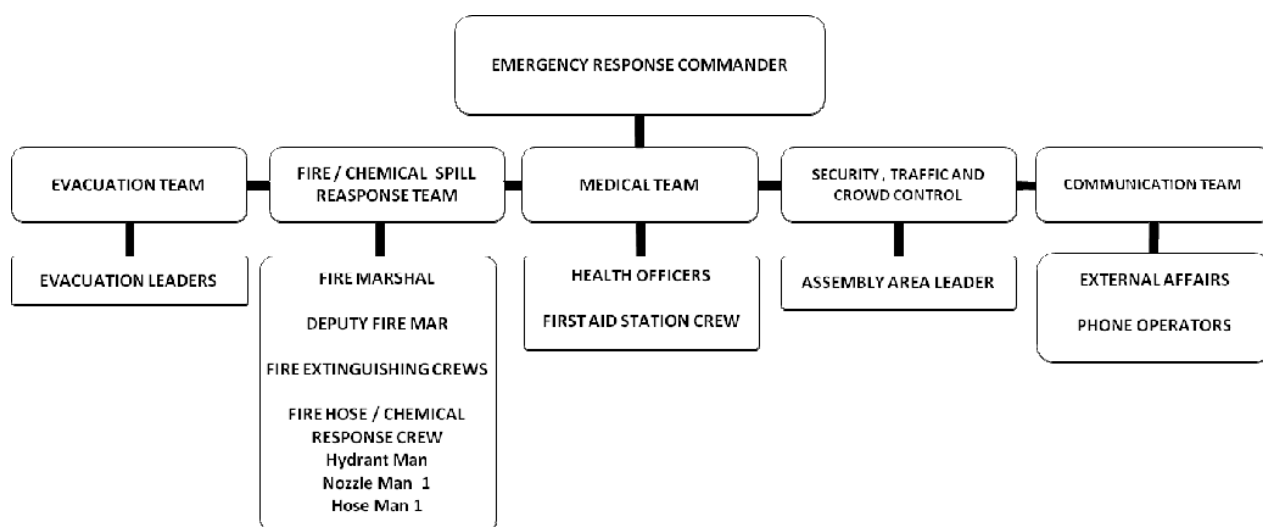 EMERGENCY RESPONSE COMMANDER
EVACUATION TEAM
FIRE / CHEMICAL SPILL
REASPONSE TEAM
MEDICAL TEAM
SECURITY , TRAFFIC AND
CROWD CONTROL
COMMUNICATION TEAM
EVACUATION LEADERS
FIRE MARSHAL
DEPUTY FIRE MAR
FIRE EXTINGUISHING CREWS
FIRE HOSE / CHEMICAL
RESPONSE CREW
Hydrant Man
Nozzle Man 1
Hose Man 1
HEALTH OFFICERS
FIRST AID STATION CREW
ASSEMBLY AREA LEADER
EXTERNAL AFFAIRS
PHONE OPERATORS